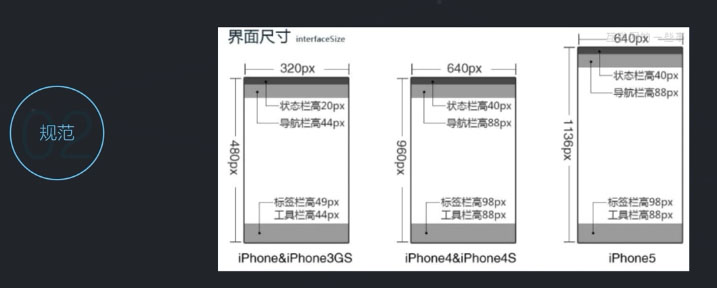 规范
02
界面尺寸 interfaceSize
320px
480px
状态栏高20px
导航栏高44px
标签栏高49px
工具栏高44px
iPhone&iPhone3GS
640px
960px
状态栏高40px
导航栏高88px
标签栏高98px
工具栏高88px
iPhone4&iPhone4S
640px
1136px
状态栏高40px
导航栏高88px
标签栏高98px
工具栏高88px
iPhone5